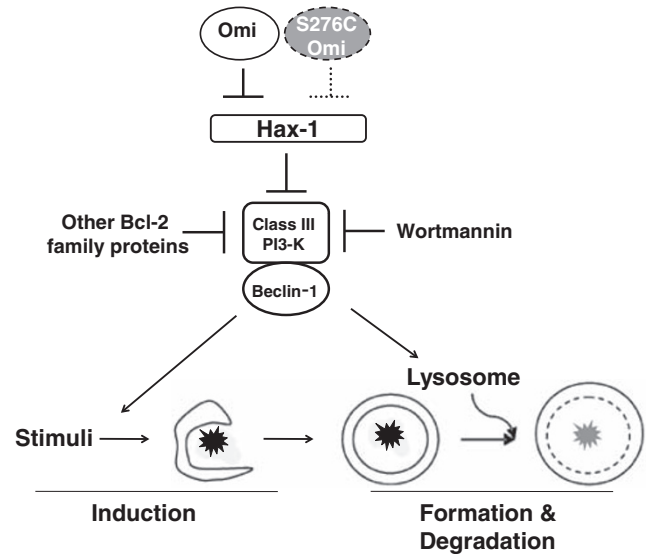 Omi
S276C
Omi
Hax-1
Other Bcl-2
family proteins
Class III
PI3-K
Wortmannin
Beclin-1
Lysosome
Stimuli
Induction
Formation &
Degradation